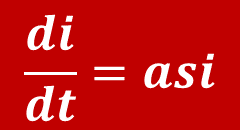 di
dt = asi